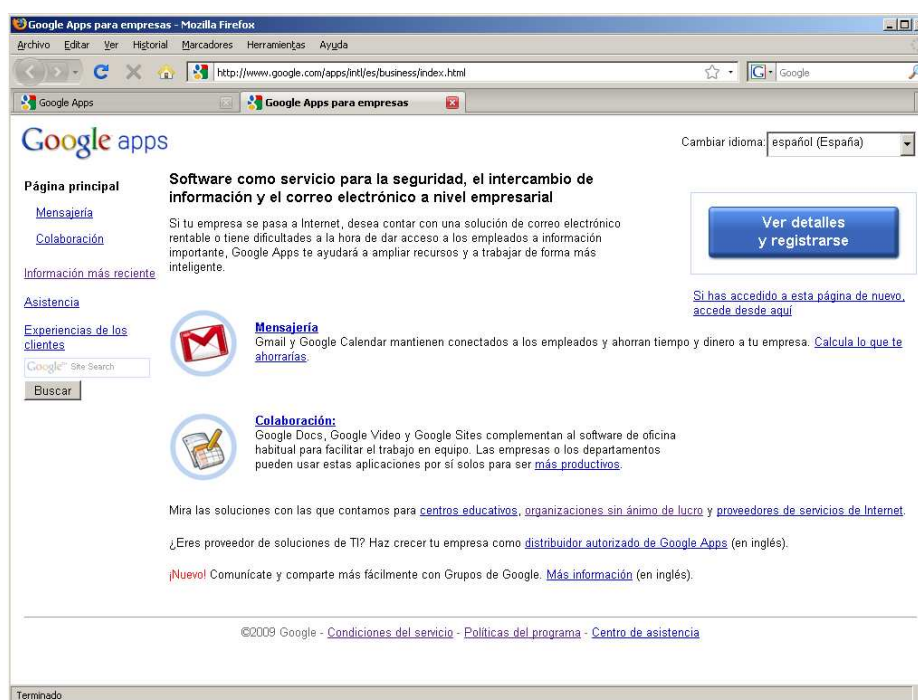 Google Apps para empresas - Mozilla Firefox
Archivo Editar Ver Historial Marcadores Herramientas Ayuda
http://www.google.com/apps/intl/es/business/index.html
G Google
Google Apps
Google Apps para empresas
Google apps
Cambiar idioma: español (España)
Página principal
Mensajería
Colaboración
Información más reciente
Asistencia
Experiencias de los
clientes
Google™ Site Search
Buscar
Software como servicio para la seguridad, el intercambio de
información y el correo electrónico a nivel empresarial
Si tu empresa se pasa a Internet, desea contar con una solución de correo electrónico
rentable o tiene dificultades a la hora de dar acceso a los empleados a información
importante, Google Apps te ayudará a ampliar recursos y a trabajar de forma más
inteligente.
Ver detalles
y registrarse
Si has accedido a esta página de nuevo,
accede desde aquí
Mensajería
Gmail y Google Calendar mantienen conectados a los empleados y ahorran tiempo y dinero a tu empresa. Calcula lo que te
ahorrarías.
Colaboración:
Google Docs, Google Video y Google Sites complementan al software de oficina
habitual para facilitar el trabajo en equipo. Las empresas o los departamentos
pueden usar estas aplicaciones por sí solos para ser más productivos.
Mira las soluciones con las que contamos para centros educativos, organizaciones sin ánimo de lucro y proveedores de servicios de Internet.
¿Eres proveedor de soluciones de TI? Haz crecer tu empresa como distribuidor autorizado de Google Apps (en inglés).
¡Nuevo! Comunícate y comparte más fácilmente con Grupos de Google. Más información (en inglés).
©2009 Google - Condiciones del servicio - Políticas del programa - Centro de asistencia
Terminado